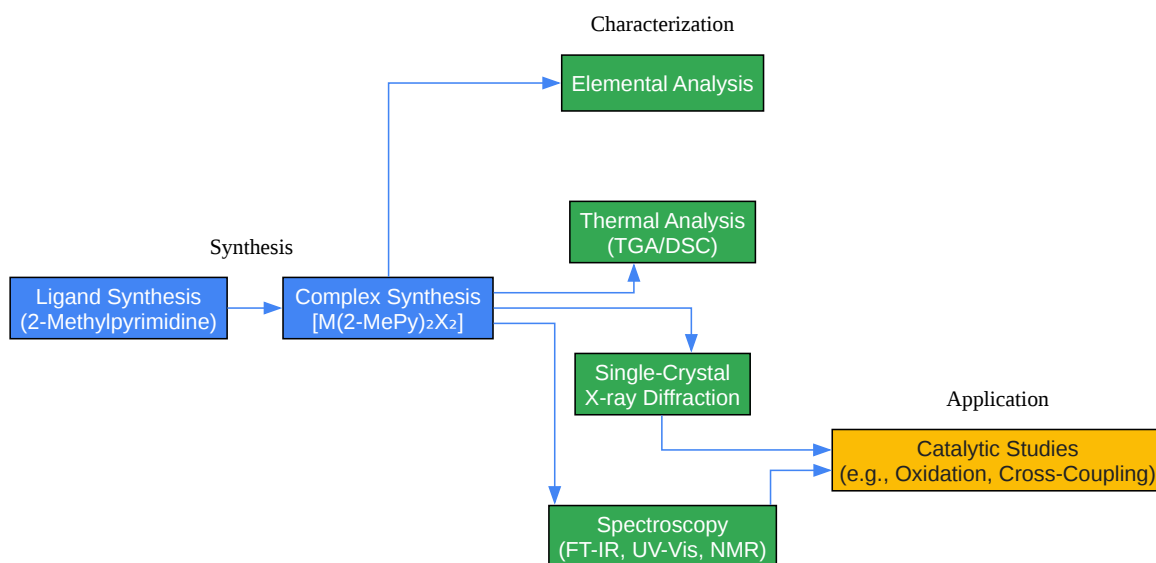 Characterization
Elemental Analysis
Thermal Analysis
(TGA/DSC)
Synthesis
Ligand Synthesis
(2-Methylpyrimidine)
Complex Synthesis
[M(2-MePy)₂X₂]
Single-Crystal
X-ray Diffraction
Application
Catalytic Studies
(e.g., Oxidation, Cross-Coupling)
Spectroscopy
(FT-IR, UV-Vis, NMR)